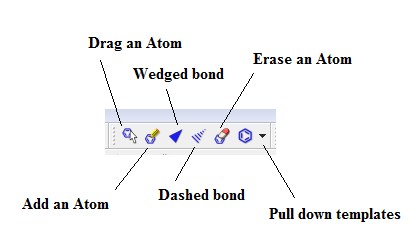 Drag an Atom
Erase an Atom
Wedged bond
Add an Atom
Dashed bond
Pull down templates